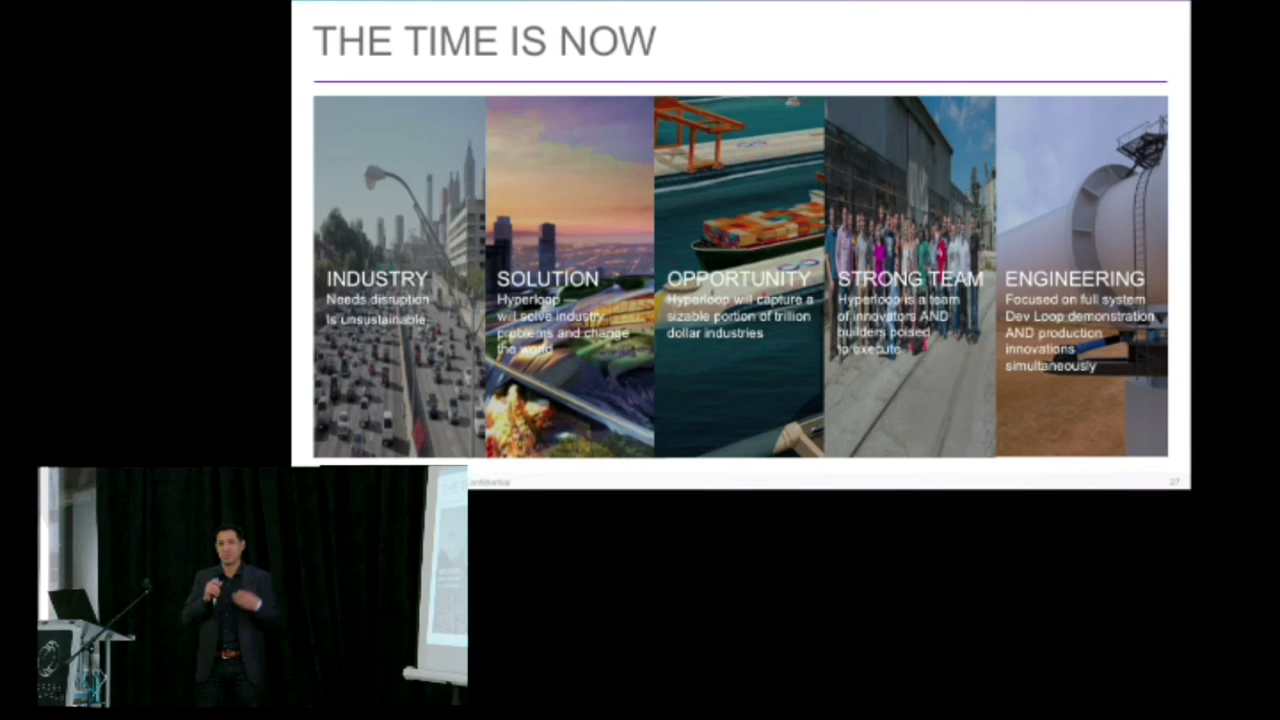 THE TIME IS NOW
INDUSTRY
Needs disruption
Is unsustainable
SOLUTION
Hyperloop —
will solve industry
problems and change
the world
OPPORTUNITY
Hyperloop will capture a
sizable portion of trillion
dollar industries
STRONG TEAM
Hyperloop is a team
of innovators AND
builders poised
to execute
ENGINEERING
Focused on full system
Dev Loop demonstration
AND production
innovations
simultaneously
Confidential
27